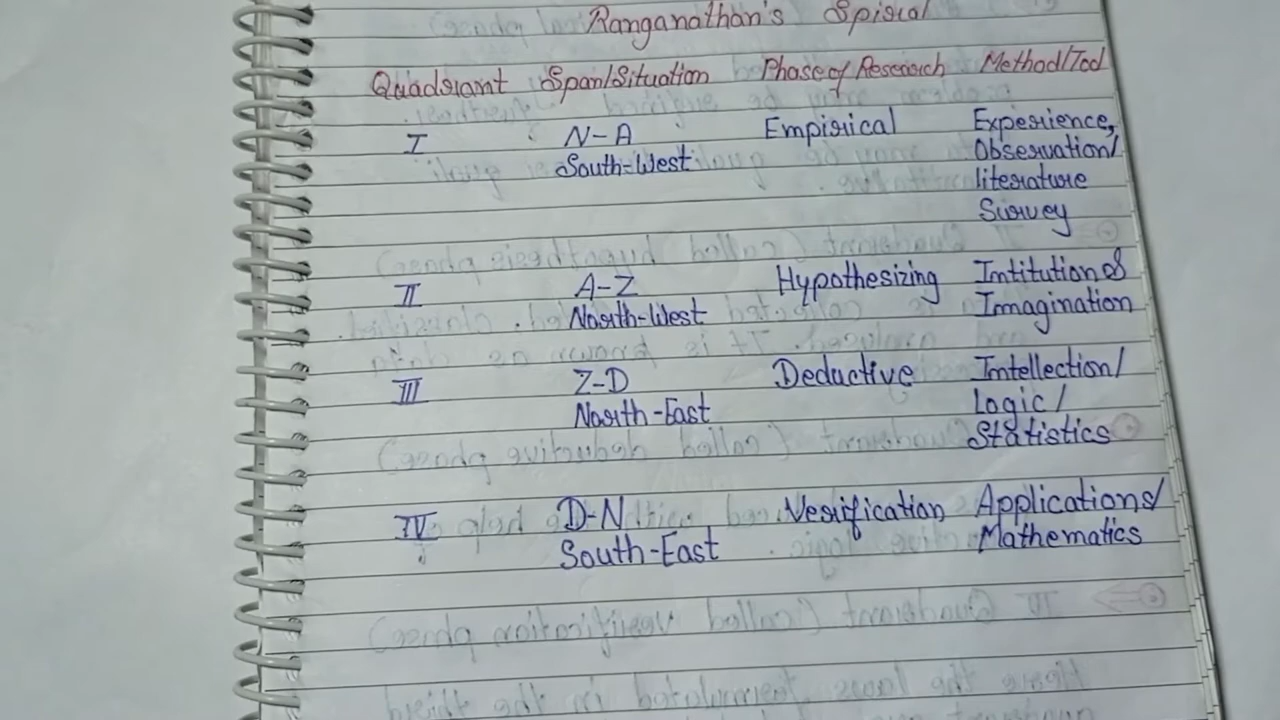 Ranganathan's Spiral
Quadrant Span/Situation Phase of Research Method/Tool
I N-A Empirical Experience,
South-West Observation/
literature
Survey
II A-Z Hypothesizing Intitution &
North-West Imagination
III Z-D Deductive Intellection/
North-East Logic/
Statistics
IV D-N Verification Applications/
South-East Mathematics